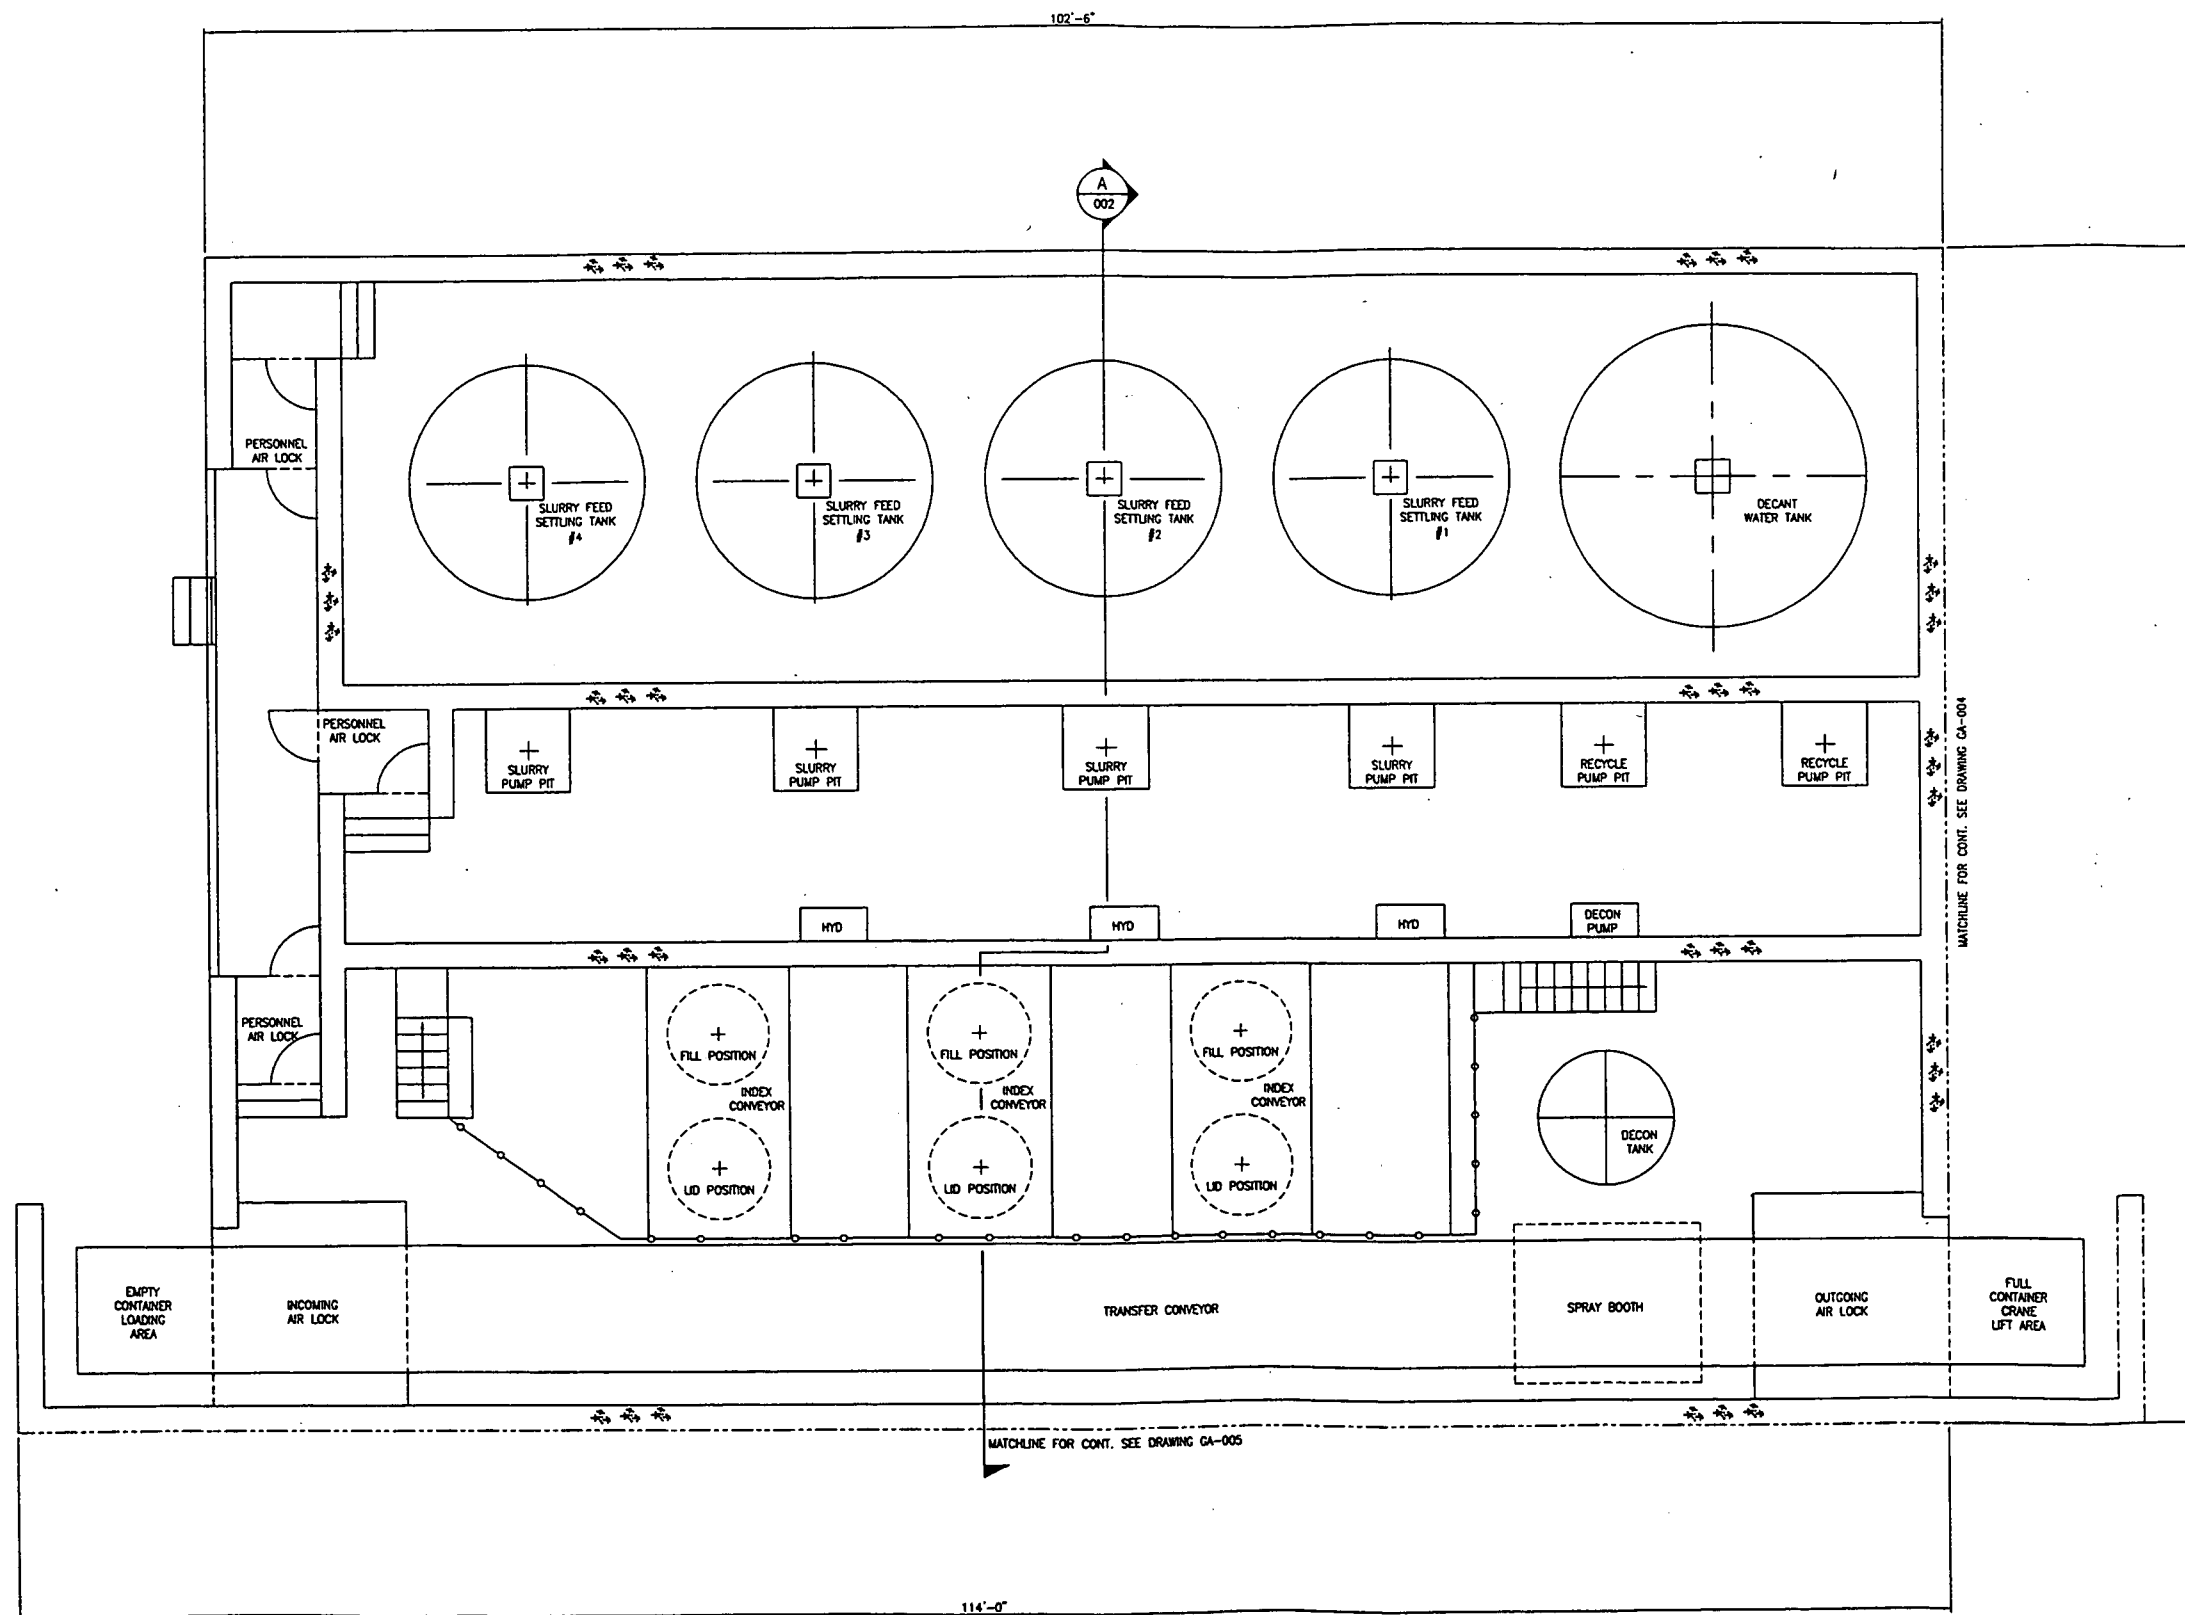 102'-6"
A
002
PERSONNEL
AIR LOCK
SLURRY FEED
SETTLING TANK
#4
SLURRY FEED
SETTLING TANK
#3
SLURRY FEED
SETTLING TANK
#2
SLURRY FEED
SETTLING TANK
#1
DECANT
WATER TANK
PERSONNEL
AIR LOCK
SLURRY
PUMP PIT
SLURRY
PUMP PIT
SLURRY
PUMP PIT
SLURRY
PUMP PIT
RECYCLE
PUMP PIT
RECYCLE
PUMP PIT
MATCHLINE FOR CONT. SEE DRAWING GA-004
HYD
HYD
HYD
DECON
PUMP
PERSONNEL
AIR LOCK
FILL POSITION
INDEX
CONVEYOR
LID POSITION
FILL POSITION
INDEX
CONVEYOR
LID POSITION
FILL POSITION
INDEX
CONVEYOR
LID POSITION
DECON
TANK
EMPTY
CONTAINER
LOADING
AREA
INCOMING
AIR LOCK
TRANSFER CONVEYOR
SPRAY BOOTH
OUTGOING
AIR LOCK
FULL
CONTAINER
CRANE
LIFT AREA
MATCHLINE FOR CONT. SEE DRAWING GA-005
114'-0"